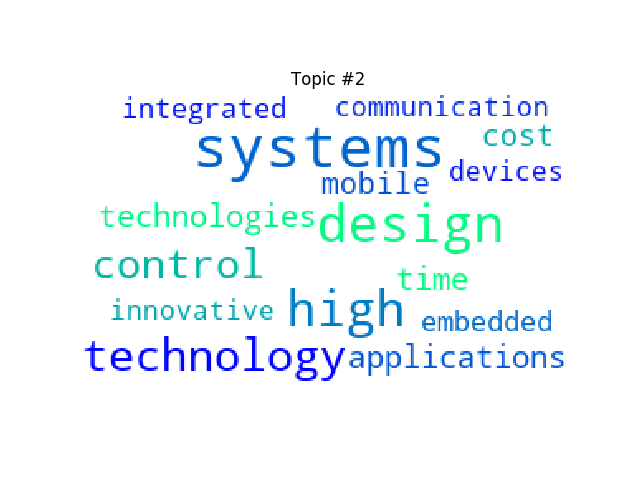 Topic #2
integrated communication
systems cost
mobile devices
technologies design
control time
innovative high embedded
technology applications